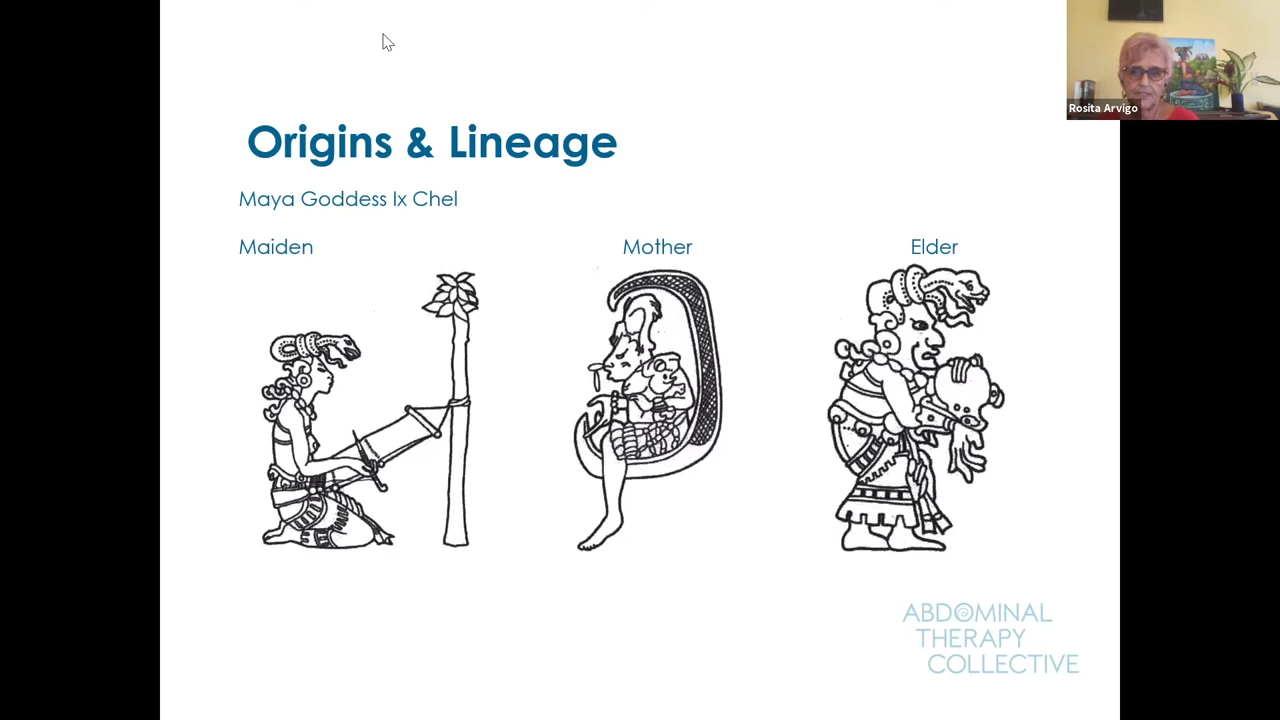 Rosita Arvigo
Origins & Lineage
Maya Goddess Ix Chel
Maiden
Mother
Elder
ABDOMINAL
THERAPY
COLLECTIVE